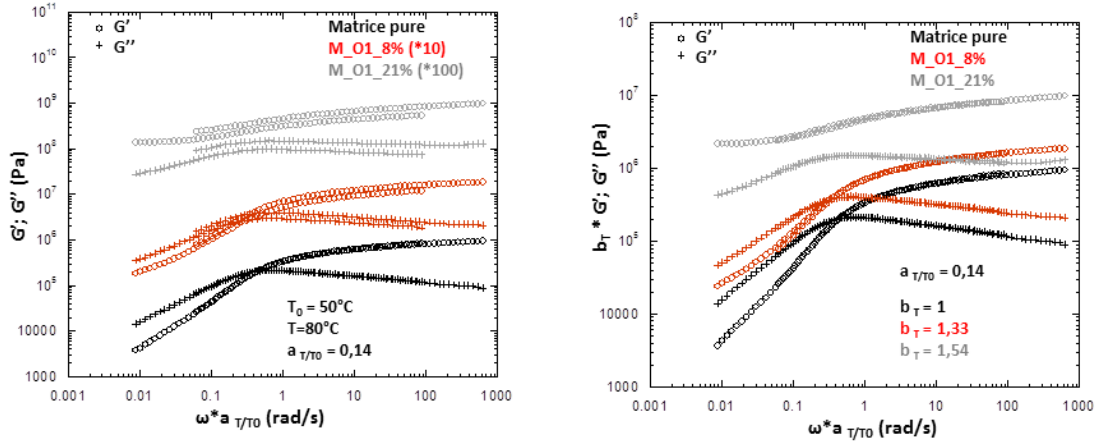 10¹¹
10¹⁰
10⁹
10⁸
10⁷
10⁶
10⁵
10000
1000
G'; G'' (Pa)
G'
G''
Matrice pure
M_O1_8% (*10)
M_O1_21% (*100)
T₀ = 50°C
T=80°C
a T/T0 = 0,14
0.001 0.01 0.1 1 10 100 1000
ω*a T/T0 (rad/s)
10⁸
10⁷
10⁶
10⁵
10000
1000
b_T * G'; G'' (Pa)
G'
G''
Matrice pure
M_O1_8%
M_O1_21%
a T/T0 = 0,14
b T = 1
b T = 1,33
b T = 1,54
0.001 0.01 0.1 1 10 100 1000
ω*a T/T0 (rad/s)